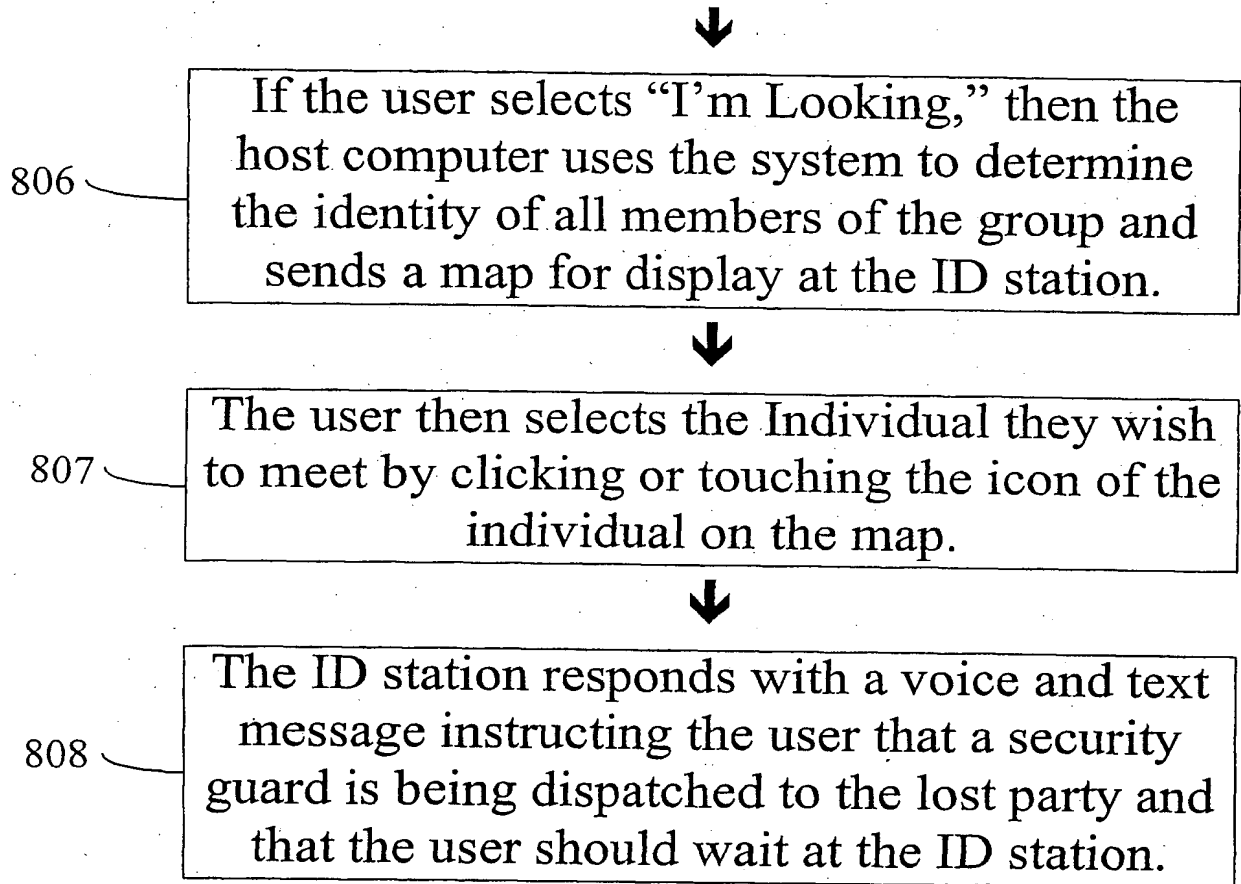 If the user selects “I’m Looking,” then the
host computer uses the system to determine
806
the identity of all members of the group and
sends a map for display at the ID station.
The user then selects the Individual they wish
807
to meet by clicking or touching the icon of the
individual on the map.
The ID station responds with a voice and text
message instructing the user that a security
808
guard is being dispatched to the lost party and
that the user should wait at the ID station.